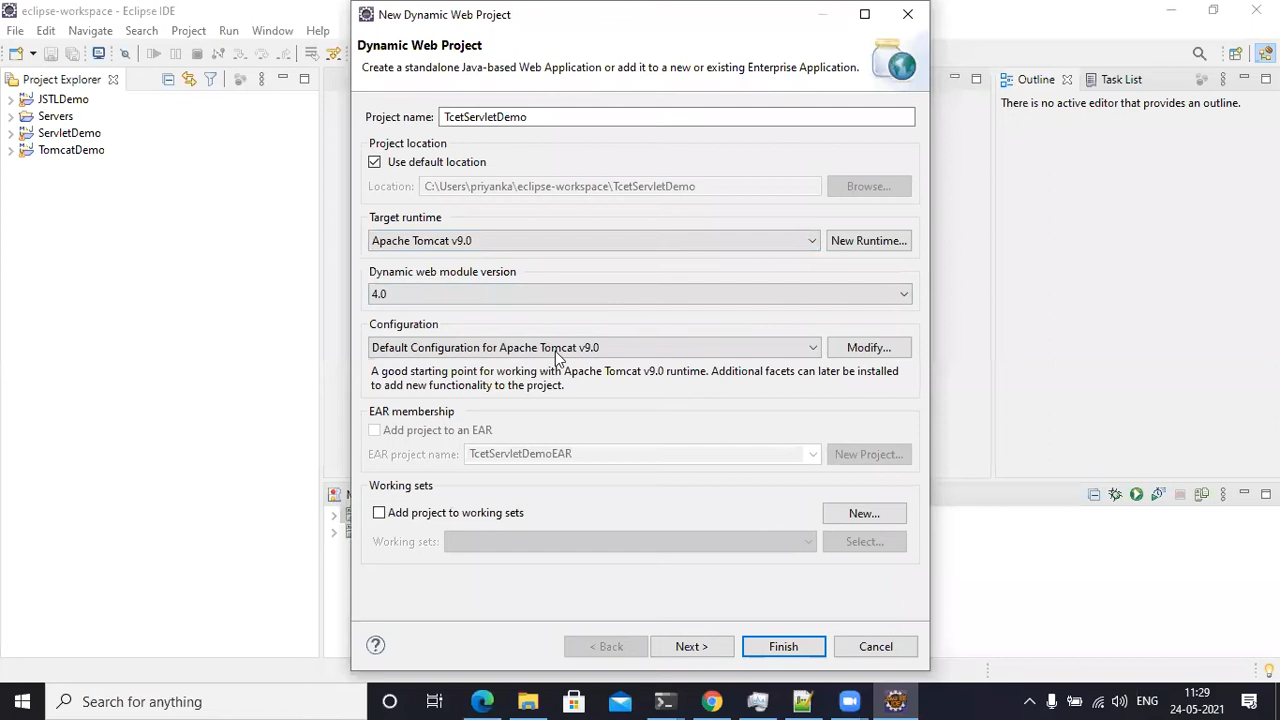 eclipse-workspace - Eclipse IDE
File Edit Navigate Search Project Run Window Help
Project Explorer
JSTLDemo
Servers
ServletDemo
TomcatDemo
New Dynamic Web Project
Dynamic Web Project
Create a standalone Java-based Web Application or add it to a new or existing Enterprise Application.
Project name: TcetServletDemo
Project location
Use default location
Location: C:\Users\priyanka\eclipse-workspace\TcetServletDemo Browse...
Target runtime
Apache Tomcat v9.0 New Runtime...
Dynamic web module version
4.0
Configuration
Default Configuration for Apache Tomcat v9.0 Modify...
A good starting point for working with Apache Tomcat v9.0 runtime. Additional facets can later be installed
to add new functionality to the project.
EAR membership
Add project to an EAR
EAR project name: TcetServletDemoEAR New Project...
Working sets
Add project to working sets New...
Working sets: Select...
< Back Next > Finish Cancel
Outline Task List
There is no active editor that provides an outline.
Search for anything
ENG
11:29
24-05-2021